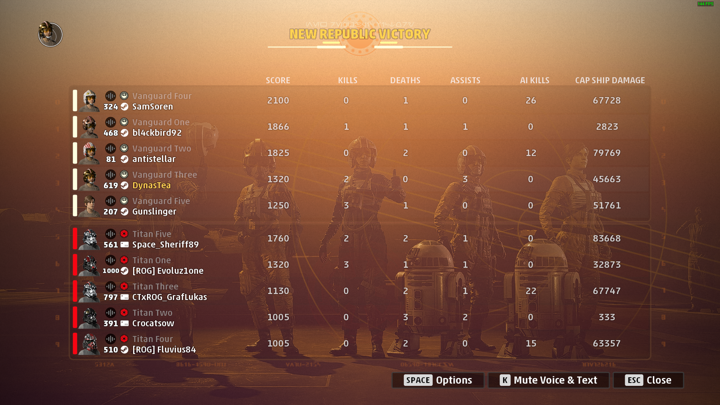 NEW REPUBLIC VICTORY
SCORE KILLS DEATHS ASSISTS AI KILLS CAP SHIP DAMAGE
Vanguard Four
324 SamSoren 2100 0 1 0 26 67728
Vanguard One
468 bl4ckbird92 1866 1 1 1 0 2823
Vanguard Two
81 antistellar 1825 0 2 0 12 79769
Vanguard Three
619 DynasTea 1320 2 0 3 0 45663
Vanguard Five
207 Gunslinger 1250 3 1 0 0 51761
Titan Five
561 Space_Sheriff89 1760 2 2 1 0 83668
Titan One
1000 [ROG] Evoluz1one 1320 3 1 1 0 32873
Titan Three
797 CTxROG_GrafLukas 1130 0 2 1 22 67747
Titan Two
391 Crocatsow 1005 0 3 2 0 333
Titan Four
510 [ROG] Fluvius84 1005 0 2 0 15 63357
SPACE Options K Mute Voice & Text ESC Close